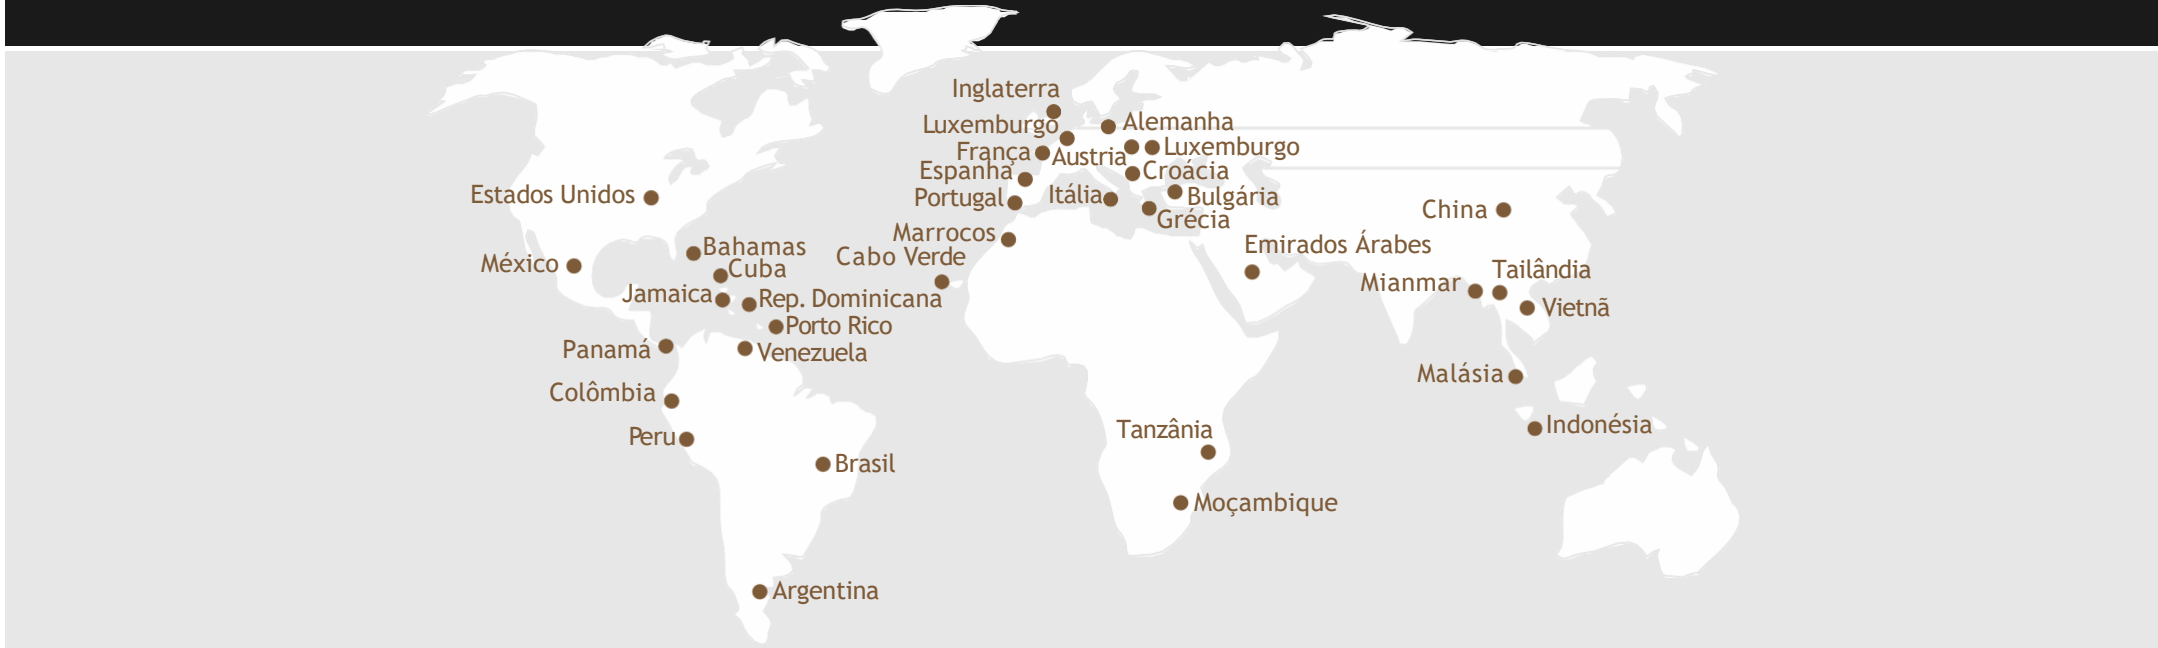 Inglaterra
Luxemburgo
Alemanha
França
Austria
Luxemburgo
Espanha
Croácia
Portugal
Itália
Bulgária
Grécia
Estados Unidos
China
Marrocos
Emirados Árabes
Bahamas
Cabo Verde
México
Cuba
Tailândia
Mianmar
Jamaica
Rep. Dominicana
Vietnã
Porto Rico
Panamá
Venezuela
Malásia
Colômbia
Indonésia
Tanzânia
Peru
Brasil
Moçambique
Argentina